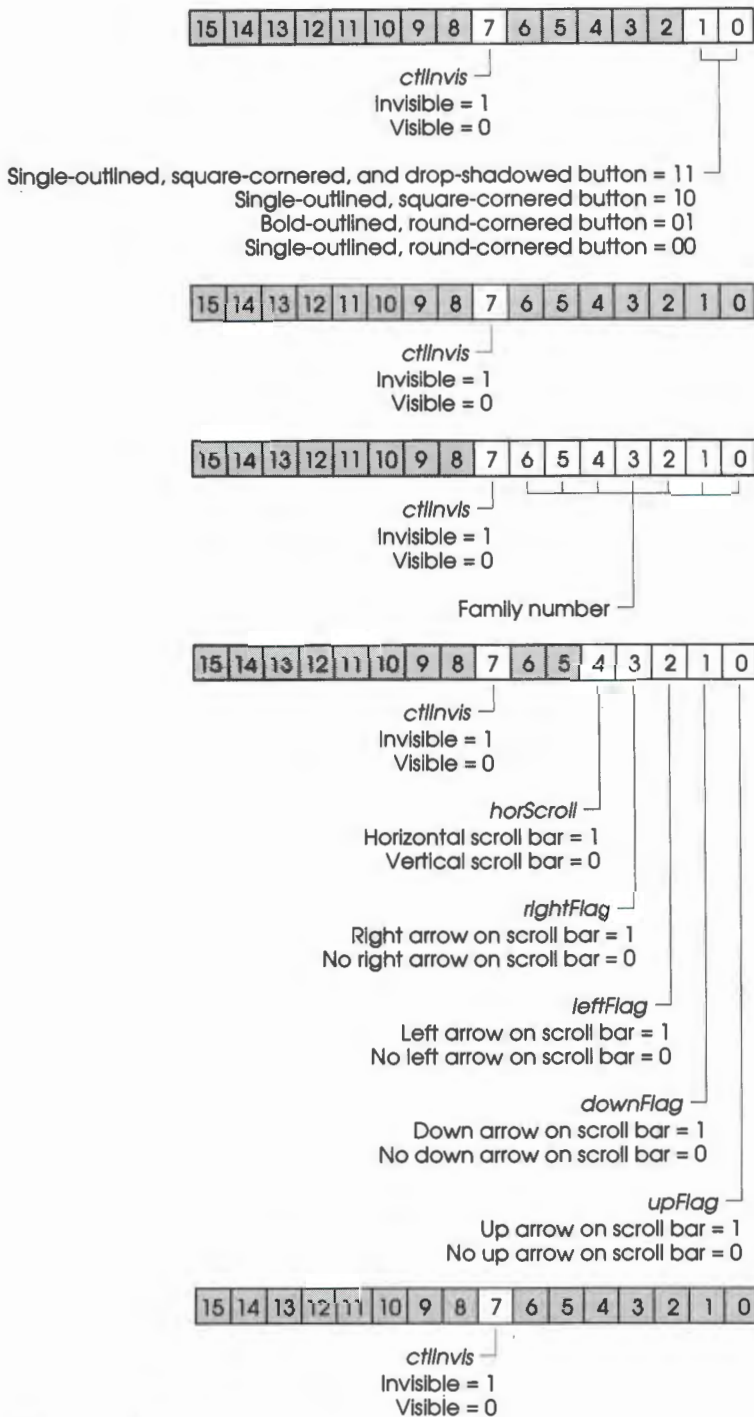 15 14 13 12 11 10 9 8 7 6 5 4 3 2 1 0
ctlInvis
Invisible = 1
Visible = 0
Single-outlined, square-cornered, and drop-shadowed button = 11
Single-outlined, square-cornered button = 10
Bold-outlined, round-cornered button = 01
Single-outlined, round-cornered button = 00
15 14 13 12 11 10 9 8 7 6 5 4 3 2 1 0
ctlInvis
Invisible = 1
Visible = 0
15 14 13 12 11 10 9 8 7 6 5 4 3 2 1 0
ctlInvis
Invisible = 1
Visible = 0
Family number
15 14 13 12 11 10 9 8 7 6 5 4 3 2 1 0
ctlInvis
Invisible = 1
Visible = 0
horScroll
Horizontal scroll bar = 1
Vertical scroll bar = 0
rightFlag
Right arrow on scroll bar = 1
No right arrow on scroll bar = 0
leftFlag
Left arrow on scroll bar = 1
No left arrow on scroll bar = 0
downFlag
Down arrow on scroll bar = 1
No down arrow on scroll bar = 0
upFlag
Up arrow on scroll bar = 1
No up arrow on scroll bar = 0
15 14 13 12 11 10 9 8 7 6 5 4 3 2 1 0
ctlInvis
Invisible = 1
Visible = 0